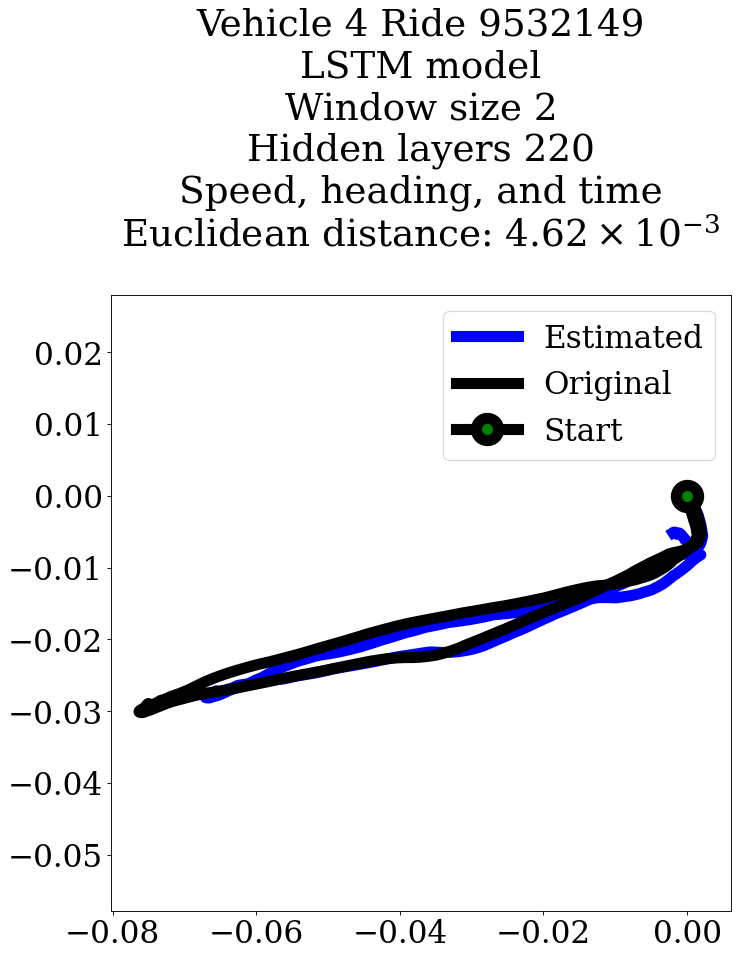 Vehicle 4 Ride 9532149
LSTM model
Window size 2
Hidden layers 220
Speed, heading, and time
Euclidean distance: 4.62 × 10⁻³
Estimated
Original
Start
0.02
0.01
0.00
−0.01
−0.02
−0.03
−0.04
−0.05
−0.08 −0.06 −0.04 −0.02 0.00